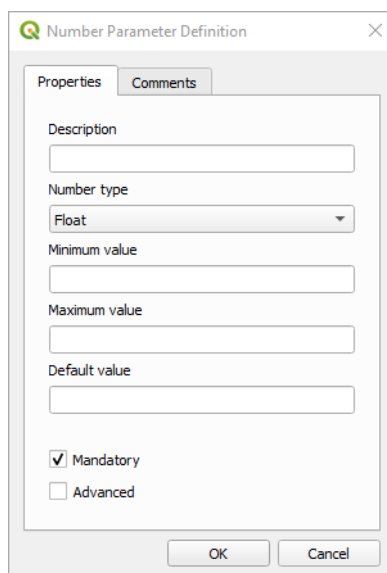 Number Parameter Definition
Properties
Comments
Description
Number type
Float
Minimum value
Maximum value
Default value
Mandatory
Advanced
OK
Cancel